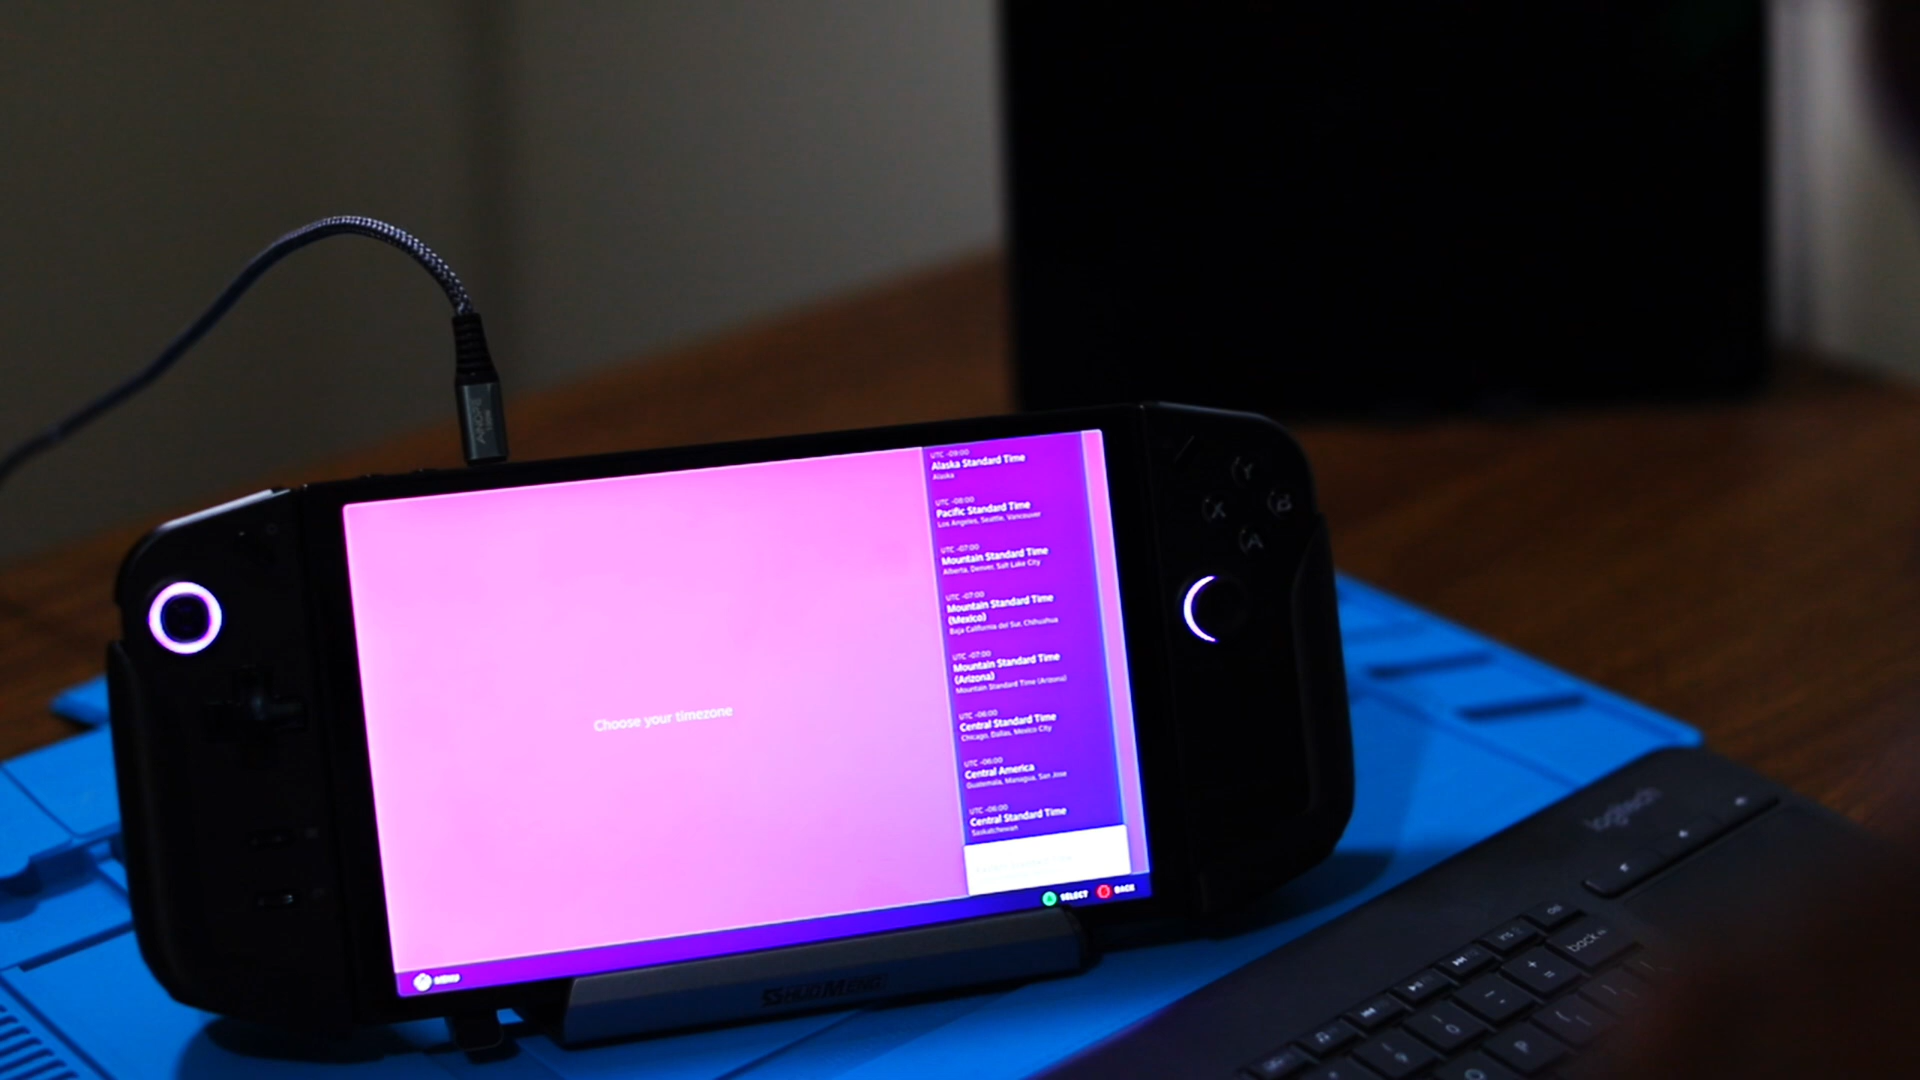 Choose your timezone
UTC -09:00
Alaska Standard Time
Alaska
UTC -08:00
Pacific Standard Time
Los Angeles, Seattle, Vancouver
UTC -07:00
Mountain Standard Time
Alberta, Denver, Salt Lake City
UTC -07:00
Mountain Standard Time
(Mexico)
Baja California del Sur, Chihuahua
UTC -07:00
Mountain Standard Time
(Arizona)
Mountain Standard Time (Arizona)
UTC -06:00
Central Standard Time
Chicago, Dallas, Mexico City
UTC -06:00
Central America
Guatemala, Managua, San Jose
UTC -06:00
Central Standard Time
Saskatchewan
A SELECT
BACK
MENU
Y
X
B
A
SHUOMENG
logitech
ins
back
+
=
P